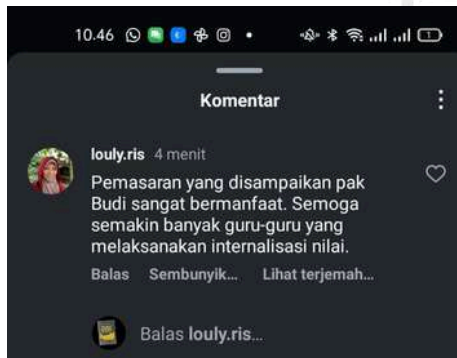 10.46
Komentar
louly.ris 4 menit
Pemasaran yang disampaikan pak
Budi sangat bermanfaat. Semoga
semakin banyak guru-guru yang
melaksanakan internalisasi nilai.
Balas Sembunyik... Lihat terjemah...
Balas louly.ris...